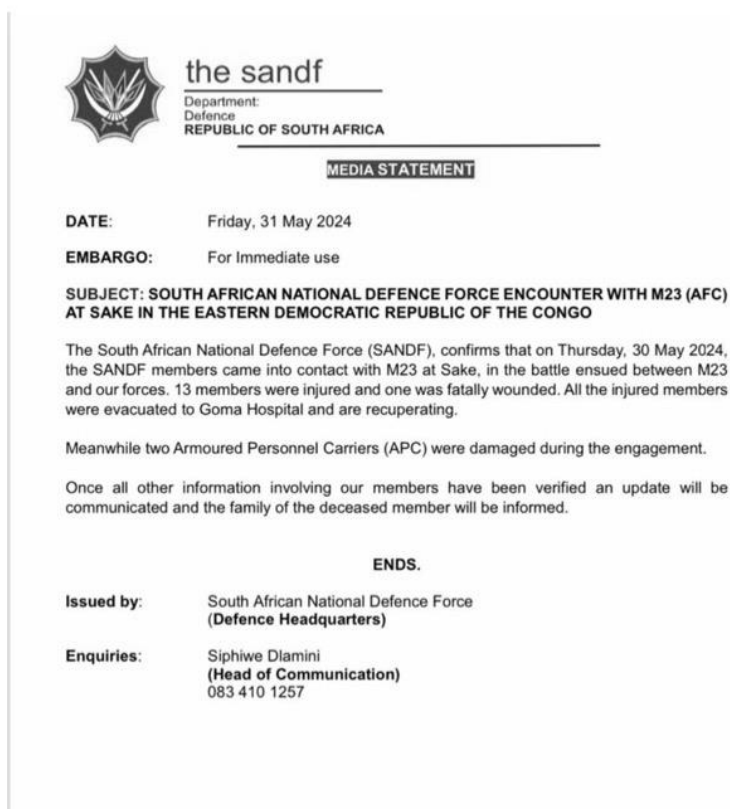 the sandf
Department:
Defence
REPUBLIC OF SOUTH AFRICA
MEDIA STATEMENT
DATE: Friday, 31 May 2024
EMBARGO: For Immediate use
SUBJECT: SOUTH AFRICAN NATIONAL DEFENCE FORCE ENCOUNTER WITH M23 (AFC)
AT SAKE IN THE EASTERN DEMOCRATIC REPUBLIC OF THE CONGO
The South African National Defence Force (SANDF), confirms that on Thursday, 30 May 2024,
the SANDF members came into contact with M23 at Sake, in the battle ensued between M23
and our forces. 13 members were injured and one was fatally wounded. All the injured members
were evacuated to Goma Hospital and are recuperating.
Meanwhile two Armoured Personnel Carriers (APC) were damaged during the engagement.
Once all other information involving our members have been verified an update will be
communicated and the family of the deceased member will be informed.
ENDS.
Issued by: South African National Defence Force
(Defence Headquarters)
Enquiries: Siphiwe Dlamini
(Head of Communication)
083 410 1257